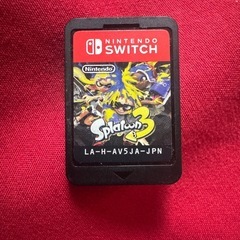 NINTENDO
SWITCH
Nintendo
Splatoon 3
LA-H-AV5JA-JPN